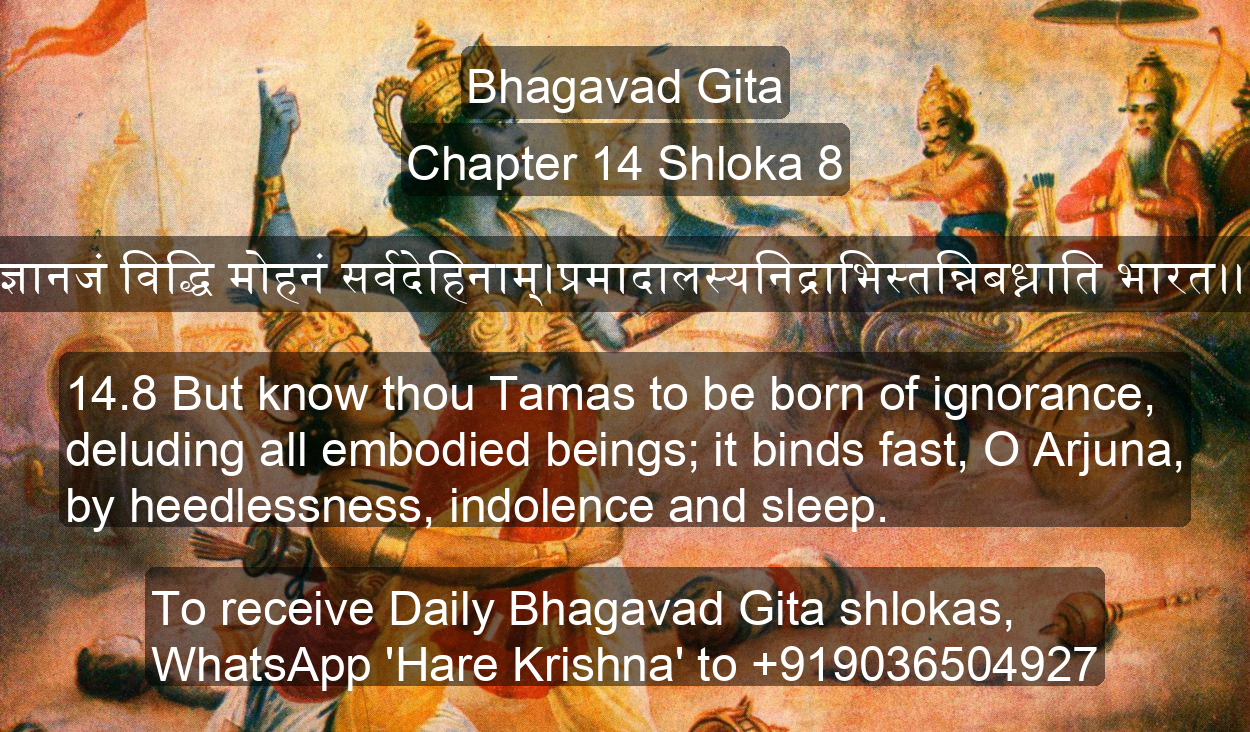 Bhagavad Gita
Chapter 14 Shloka 8
ज्ञानजं विद्धि मोहनं सर्वदेहिनाम्।प्रमादालस्यनिद्राभिस्तन्निबध्नाति भारत।।
14.8 But know thou Tamas to be born of ignorance,
deluding all embodied beings; it binds fast, O Arjuna,
by heedlessness, indolence and sleep.
To receive Daily Bhagavad Gita shlokas,
WhatsApp 'Hare Krishna' to +919036504927